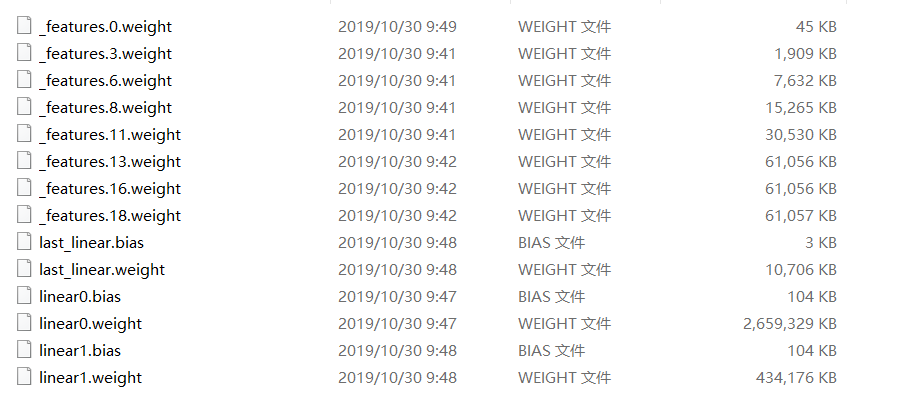 _features.0.weight 2019/10/30 9:49 WEIGHT 文件 45 KB
_features.3.weight 2019/10/30 9:41 WEIGHT 文件 1,909 KB
_features.6.weight 2019/10/30 9:41 WEIGHT 文件 7,632 KB
_features.8.weight 2019/10/30 9:41 WEIGHT 文件 15,265 KB
_features.11.weight 2019/10/30 9:41 WEIGHT 文件 30,530 KB
_features.13.weight 2019/10/30 9:42 WEIGHT 文件 61,056 KB
_features.16.weight 2019/10/30 9:42 WEIGHT 文件 61,056 KB
_features.18.weight 2019/10/30 9:42 WEIGHT 文件 61,057 KB
last_linear.bias 2019/10/30 9:48 BIAS 文件 3 KB
last_linear.weight 2019/10/30 9:48 WEIGHT 文件 10,706 KB
linear0.bias 2019/10/30 9:47 BIAS 文件 104 KB
linear0.weight 2019/10/30 9:47 WEIGHT 文件 2,659,329 KB
linear1.bias 2019/10/30 9:48 BIAS 文件 104 KB
linear1.weight 2019/10/30 9:48 WEIGHT 文件 434,176 KB